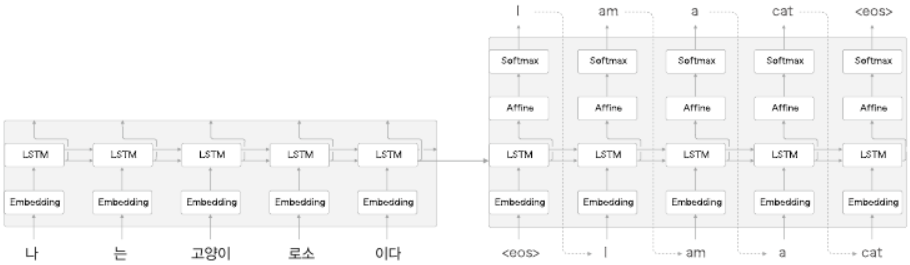 I am a cat <eos>
Softmax Softmax Softmax Softmax Softmax
Affine Affine Affine Affine Affine
LSTM LSTM LSTM LSTM LSTM LSTM LSTM LSTM LSTM LSTM
Embedding Embedding Embedding Embedding Embedding Embedding Embedding Embedding Embedding Embedding
나 는 고양이 로소 이다 <eos> I am a cat